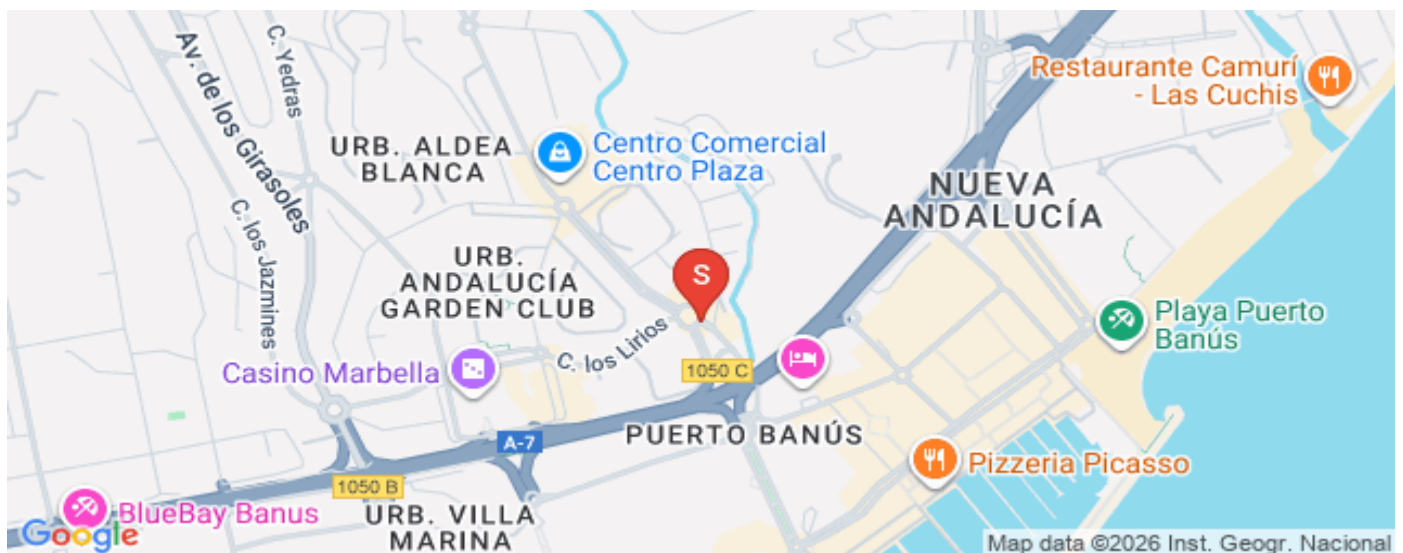 Av. de los Girasoles
C. Yedras
Restaurante Camurí
- Las Cuchis
URB. ALDEA
BLANCA
Centro Comercial
Centro Plaza
NUEVA
ANDALUCÍA
C. los Jazmines
URB.
ANDALUCÍA
GARDEN CLUB
S
Playa Puerto
Banús
C. los Lirios
Casino Marbella
1050 C
A-7
PUERTO BANÚS
Pizzeria Picasso
1050 B
BlueBay Banus
URB. VILLA
MARINA
Google
Map data ©2026 Inst. Geogr. Nacional